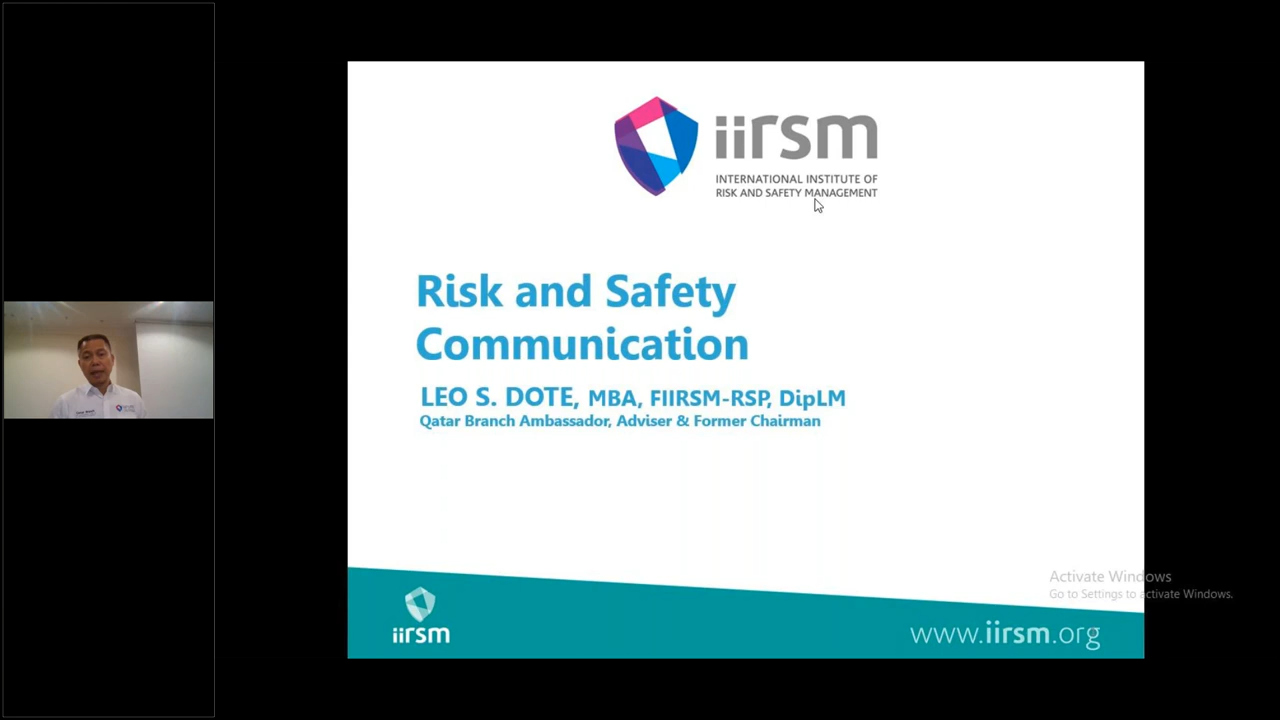 iirsm
INTERNATIONAL INSTITUTE OF
RISK AND SAFETY MANAGEMENT
Risk and Safety
Communication
LEO S. DOTE, MBA, FIIRSM-RSP, DipLM
Qatar Branch Ambassador, Adviser & Former Chairman
Activate Windows
Go to Settings to activate Windows.
iirsm
www.iirsm.org